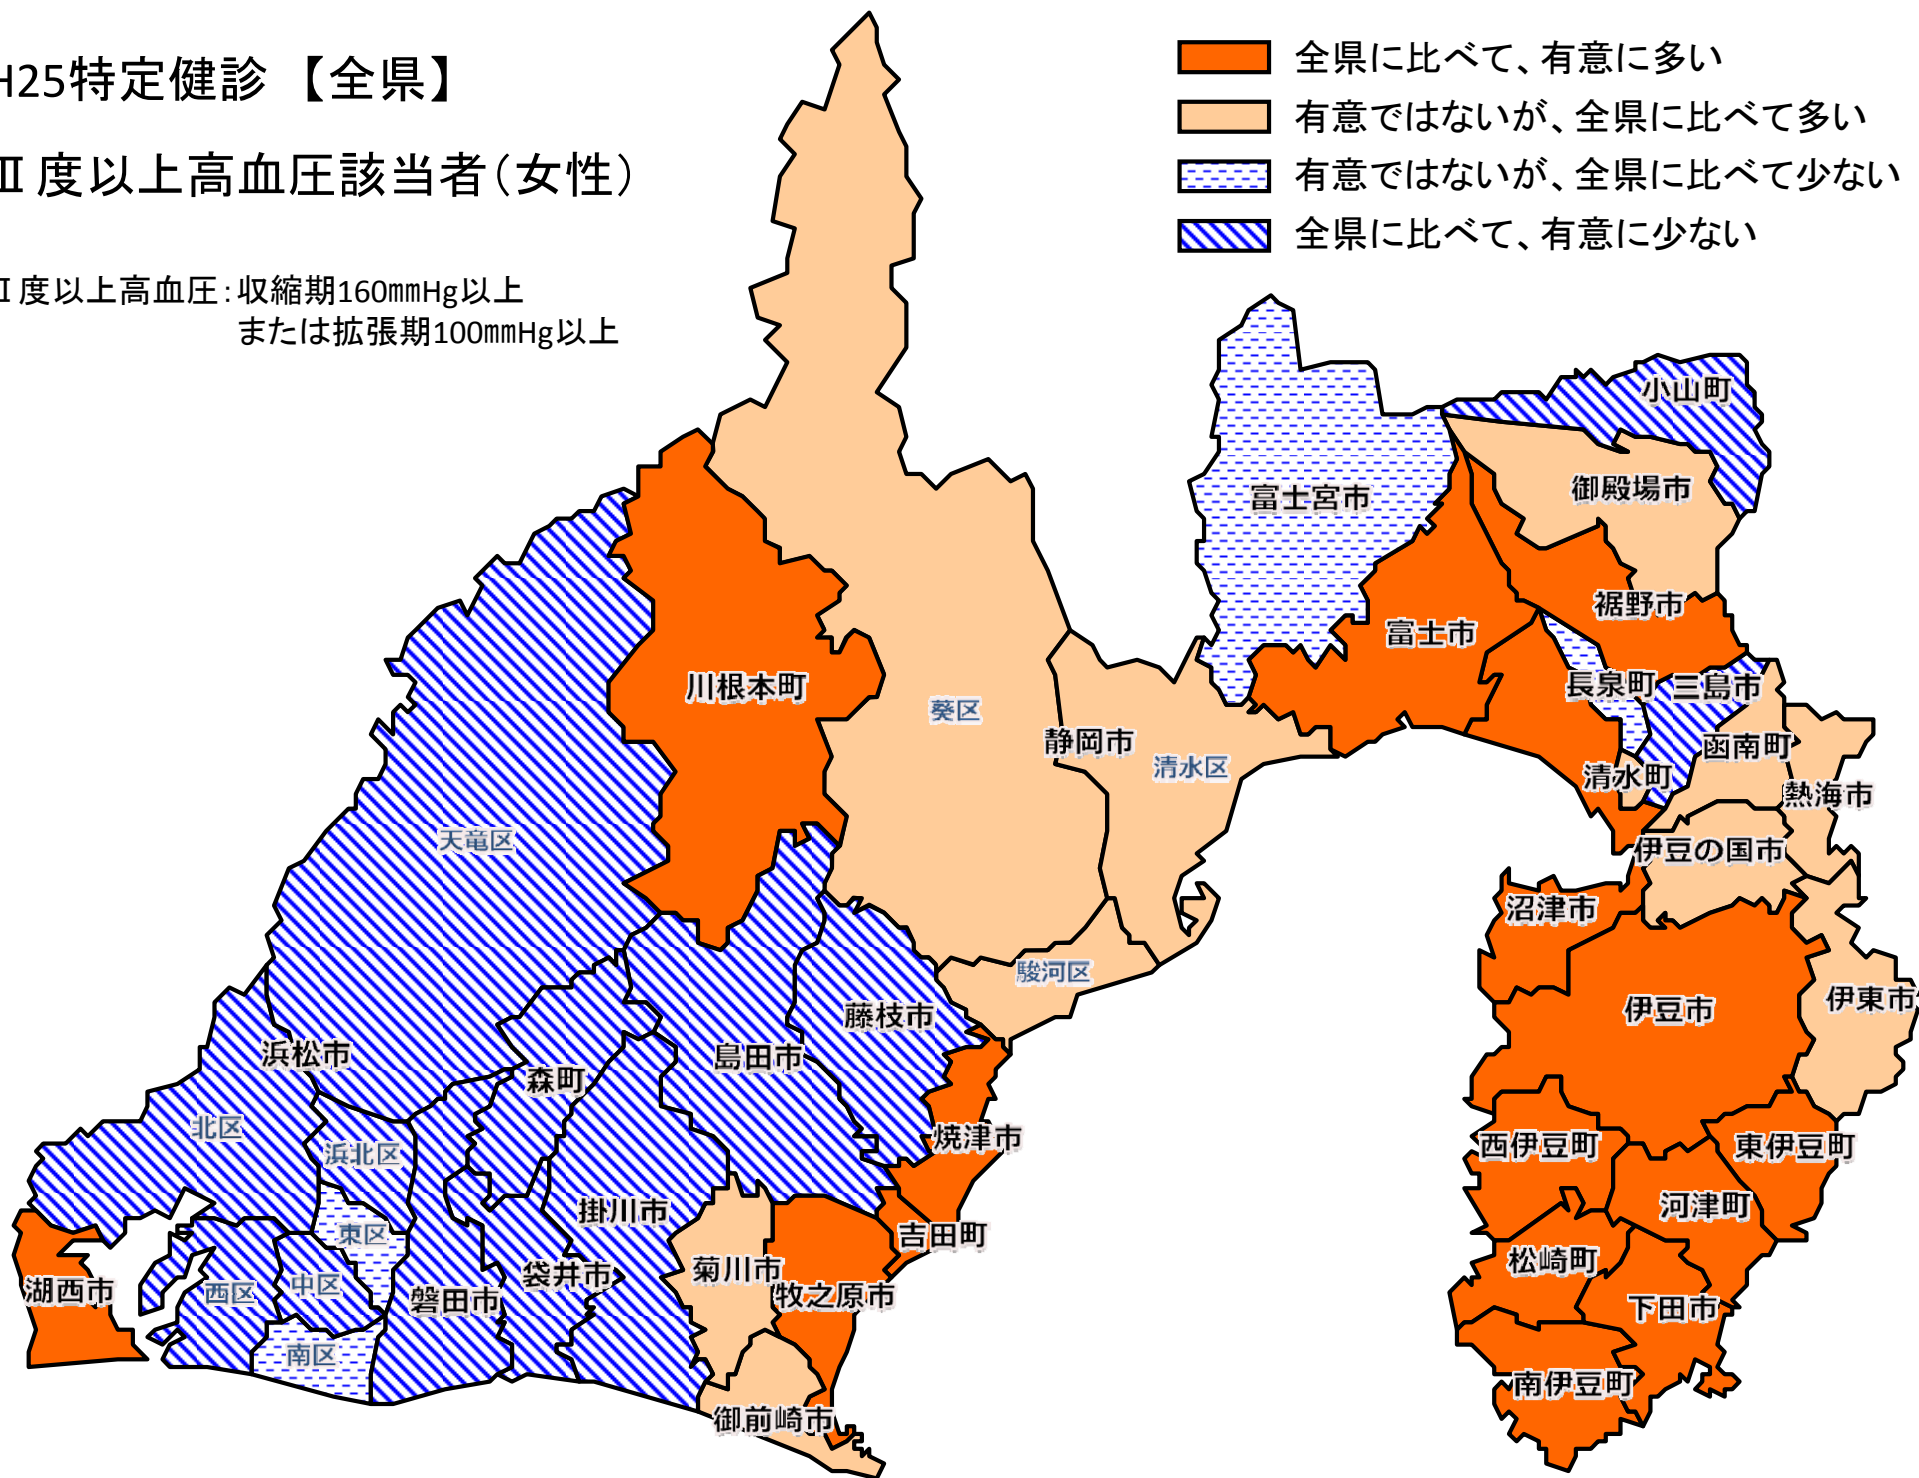 H25特定健診 【全県】
Ⅱ度以上高血圧該当者(女性)
Ⅱ度以上高血圧:収縮期160mmHg以上
または拡張期100mmHg以上
全県に比べて、有意に多い
有意ではないが、全県に比べて多い
有意ではないが、全県に比べて少ない
全県に比べて、有意に少ない
小山町
御殿場市
富士宮市
裾野市
富士市
長泉町
三島市
川根本町
葵区
静岡市
清水区
函南町
清水町
熱海市
天竜区
伊豆の国市
沼津市
駿河区
伊東市
伊豆市
藤枝市
浜松市
島田市
森町
北区
浜北区
焼津市
西伊豆町
東伊豆町
掛川市
河津町
東区
吉田町
松崎町
菊川市
袋井市
湖西市
西区
中区
磐田市
牧之原市
下田市
南区
南伊豆町
御前崎市